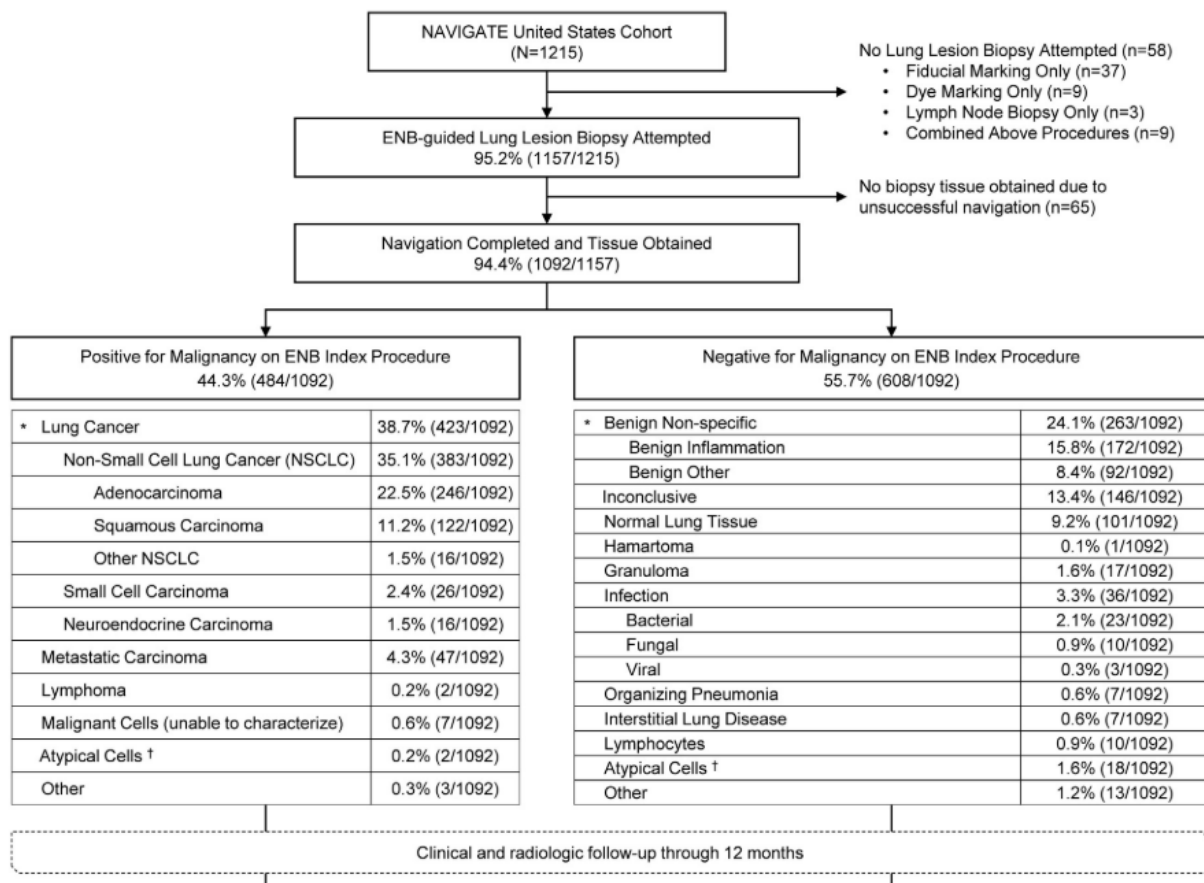 NAVIGATE United States Cohort
(N=1215)
No Lung Lesion Biopsy Attempted (n=58)
• Fiducial Marking Only (n=37)
• Dye Marking Only (n=9)
• Lymph Node Biopsy Only (n=3)
• Combined Above Procedures (n=9)
ENB-guided Lung Lesion Biopsy Attempted
95.2% (1157/1215)
No biopsy tissue obtained due to
unsuccessful navigation (n=65)
Navigation Completed and Tissue Obtained
94.4% (1092/1157)
Positive for Malignancy on ENB Index Procedure
44.3% (484/1092)
* Lung Cancer 38.7% (423/1092)
Non-Small Cell Lung Cancer (NSCLC) 35.1% (383/1092)
Adenocarcinoma 22.5% (246/1092)
Squamous Carcinoma 11.2% (122/1092)
Other NSCLC 1.5% (16/1092)
Small Cell Carcinoma 2.4% (26/1092)
Neuroendocrine Carcinoma 1.5% (16/1092)
Metastatic Carcinoma 4.3% (47/1092)
Lymphoma 0.2% (2/1092)
Malignant Cells (unable to characterize) 0.6% (7/1092)
Atypical Cells † 0.2% (2/1092)
Other 0.3% (3/1092)
Negative for Malignancy on ENB Index Procedure
55.7% (608/1092)
* Benign Non-specific 24.1% (263/1092)
Benign Inflammation 15.8% (172/1092)
Benign Other 8.4% (92/1092)
Inconclusive 13.4% (146/1092)
Normal Lung Tissue 9.2% (101/1092)
Hamartoma 0.1% (1/1092)
Granuloma 1.6% (17/1092)
Infection 3.3% (36/1092)
Bacterial 2.1% (23/1092)
Fungal 0.9% (10/1092)
Viral 0.3% (3/1092)
Organizing Pneumonia 0.6% (7/1092)
Interstitial Lung Disease 0.6% (7/1092)
Lymphocytes 0.9% (10/1092)
Atypical Cells † 1.6% (18/1092)
Other 1.2% (13/1092)
Clinical and radiologic follow-up through 12 months